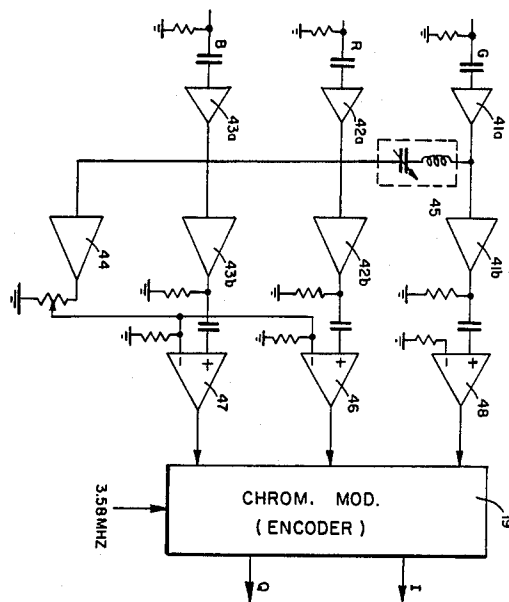 B
R
G
43a
42a
41a
45
44
43b
42b
41b
-
+
-
+
-
+
47
46
48
CHROM. MOD.
(ENCODER)
19
3.58MHZ
Q
I